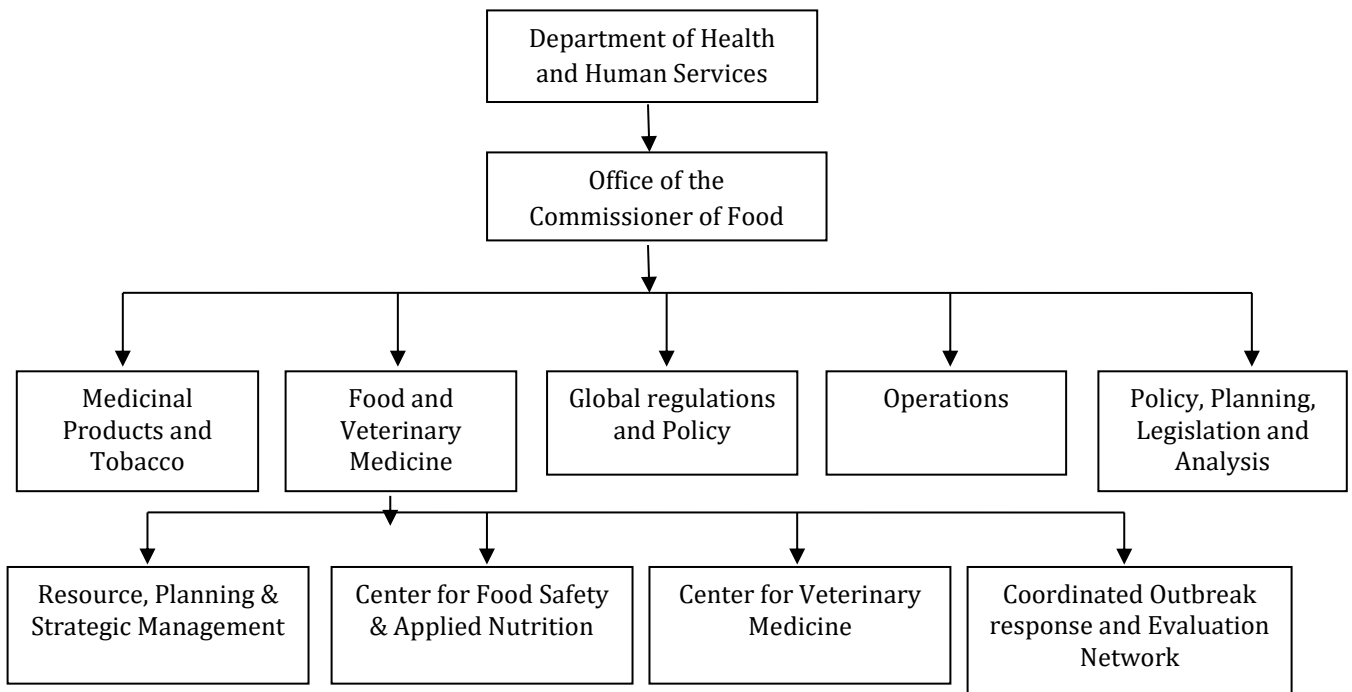 Department of Health
and Human Services
Office of the
Commissioner of Food
Medicinal
Products and
Tobacco
Food and
Veterinary
Medicine
Global regulations
and Policy
Operations
Policy, Planning,
Legislation and
Analysis
Resource, Planning &
Strategic Management
Center for Food Safety
& Applied Nutrition
Center for Veterinary
Medicine
Coordinated Outbreak
response and Evaluation
Network